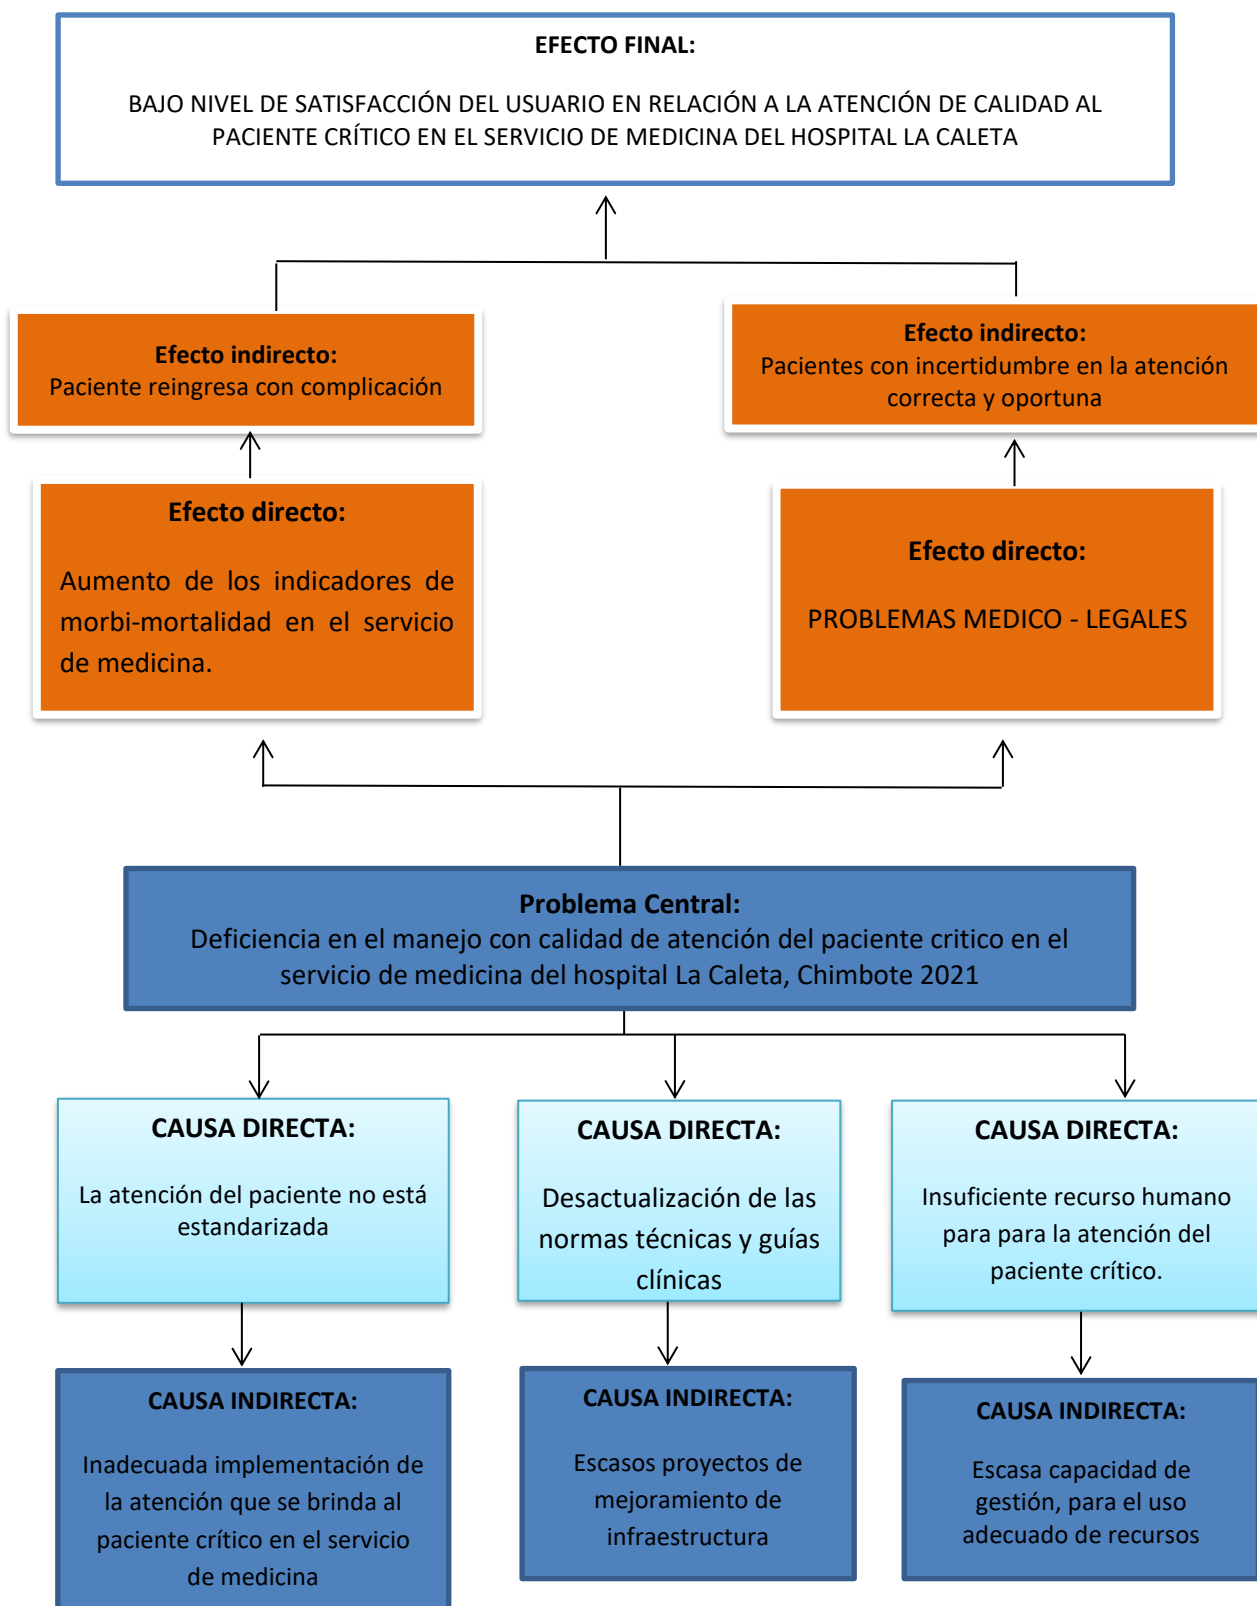 EFECTO FINAL:
BAJO NIVEL DE SATISFACCIÓN DEL USUARIO EN RELACIÓN A LA ATENCIÓN DE CALIDAD AL
PACIENTE CRÍTICO EN EL SERVICIO DE MEDICINA DEL HOSPITAL LA CALETA
Efecto indirecto:
Paciente reingresa con complicación
Efecto indirecto:
Pacientes con incertidumbre en la atención
correcta y oportuna
Efecto directo:
Aumento de los indicadores de
morbi-mortalidad en el servicio
de medicina.
Efecto directo:
PROBLEMAS MEDICO - LEGALES
Problema Central:
Deficiencia en el manejo con calidad de atención del paciente critico en el
servicio de medicina del hospital La Caleta, Chimbote 2021
CAUSA DIRECTA:
La atención del paciente no está
estandarizada
CAUSA DIRECTA:
Desactualización de las
normas técnicas y guías
clínicas
CAUSA DIRECTA:
Insuficiente recurso humano
para para la atención del
paciente crítico.
CAUSA INDIRECTA:
Inadecuada implementación de
la atención que se brinda al
paciente crítico en el servicio
de medicina
CAUSA INDIRECTA:
Escasos proyectos de
mejoramiento de
infraestructura
CAUSA INDIRECTA:
Escasa capacidad de
gestión, para el uso
adecuado de recursos